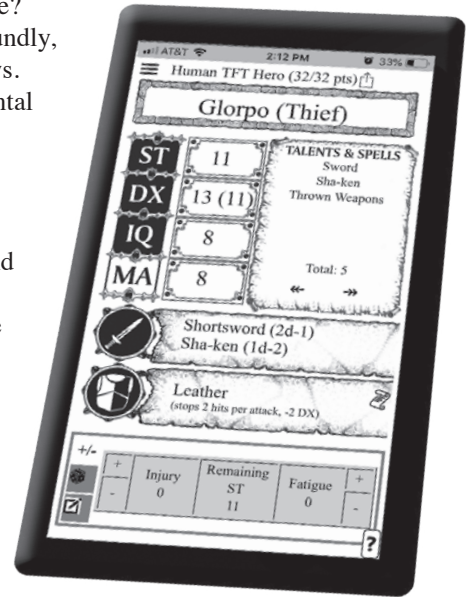 e?
undly,
ys.
ntal
nd
e
AT&T 2:12 PM 33%
Human TFT Hero (32/32 pts)
Glorpo (Thief)
ST 11
DX 13 (11)
IQ 8
MA 8
TALENTS & SPELLS
Sword
Sha-ken
Thrown Weapons
Total: 5
Shortsword (2d-1)
Sha-ken (1d-2)
Leather
(stops 2 hits per attack, -2 DX)
+/-
+ Injury Remaining Fatigue +
- 0 ST 0 -
11
?